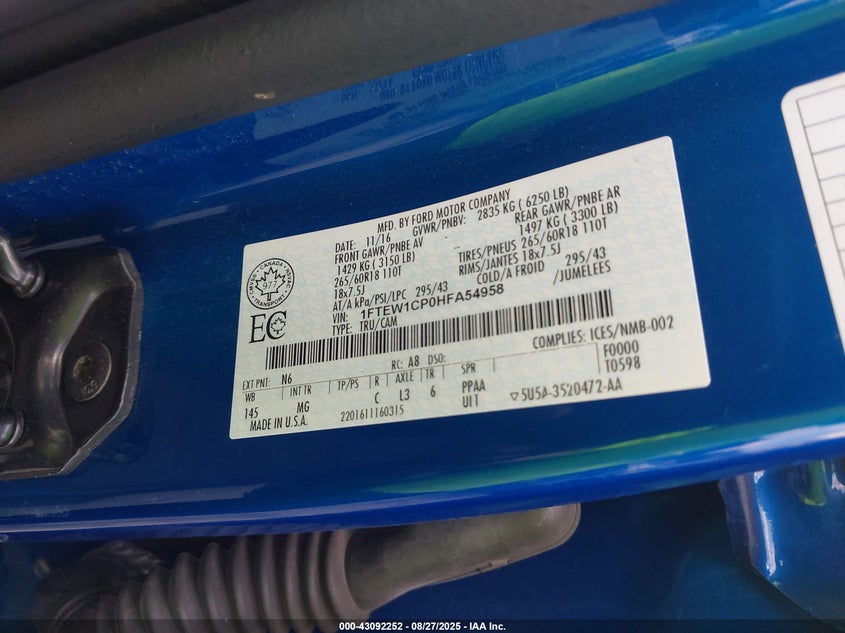 MFD. BY FORD MOTOR COMPANY
DATE: 11/16 GVWR/PNBV: 2835 KG ( 6250 LB)
FRONT GAWR/PNBE AV -- REAR GAWR/PNBE AR
1429 KG ( 3150 LB) -- 1497 KG ( 3300 LB)
265/60R18 110T TIRES/PNEUS 265/60R18 110T
18x7.5J RIMS/JANTES 18x7.5J
AT/A kPa/PSI/LPC 295/43 COLD/A FROID 295/43
VIN: 1FTEW1CP0HFA54958 /JUMELEES
TYPE: TRU/CAM
CANADA
977
TRANSPORT
EC
COMPLIES: ICES/NMB-002
EXT PNT: N6 RC: A8 DSO: F0000
WB INT TR TP/PS R AXLE TR SPR T0598
145 MG C L3 6 PPAA
MADE IN U.S.A. 2201611160315 UIT ▽5U5A-3520472-AA
00-43092252 - 08/27/2025 - IAA Inc.